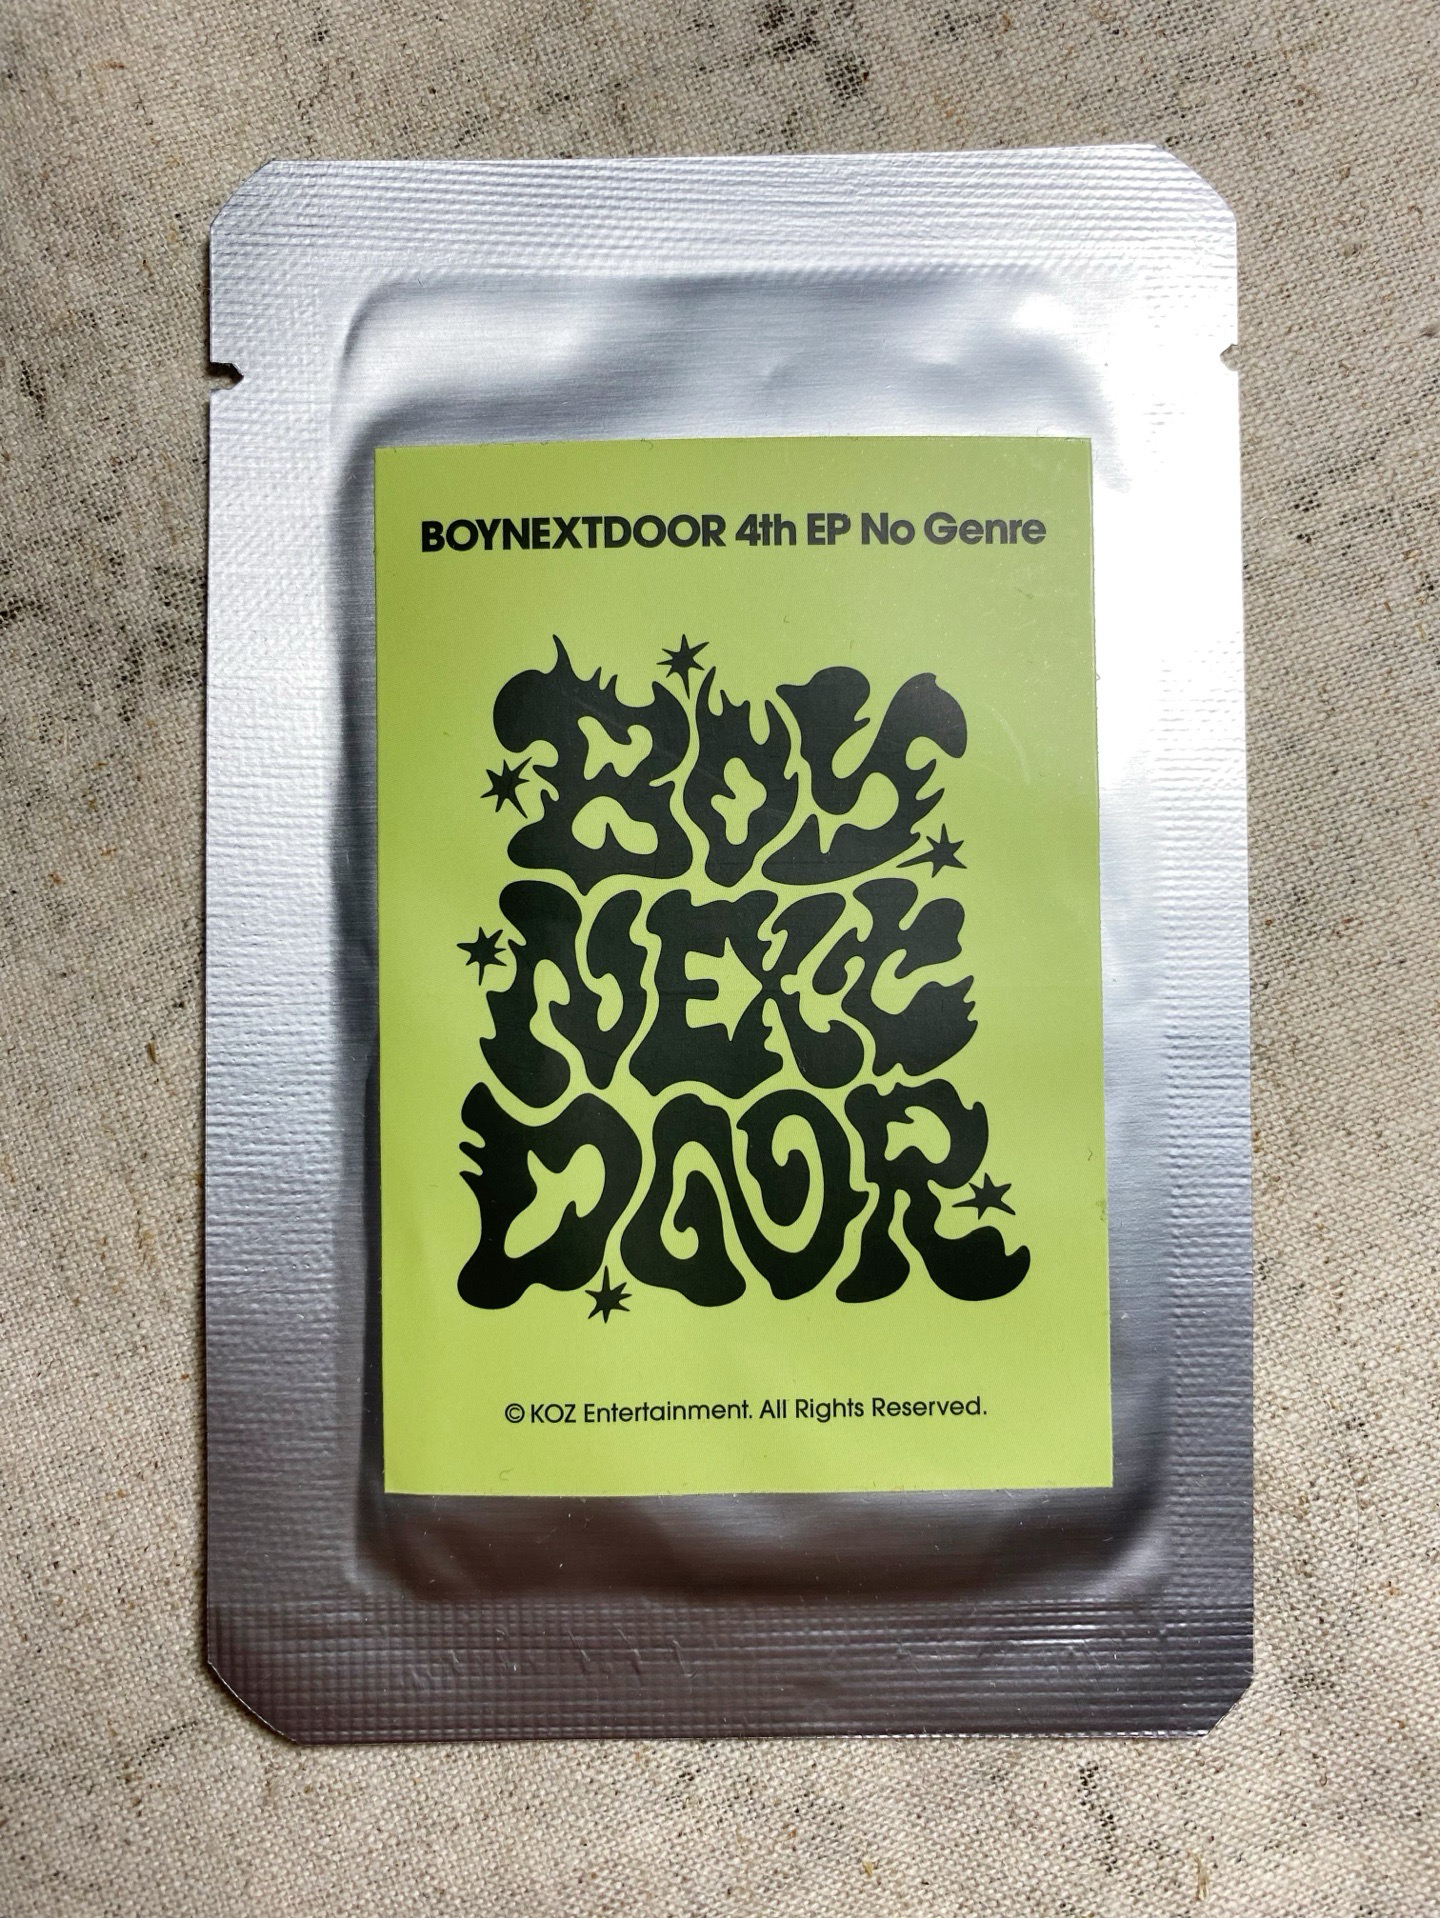 BOYNEXTDOOR 4th EP No Genre
BOY
NEXT
DOOR
© KOZ Entertainment. All Rights Reserved.